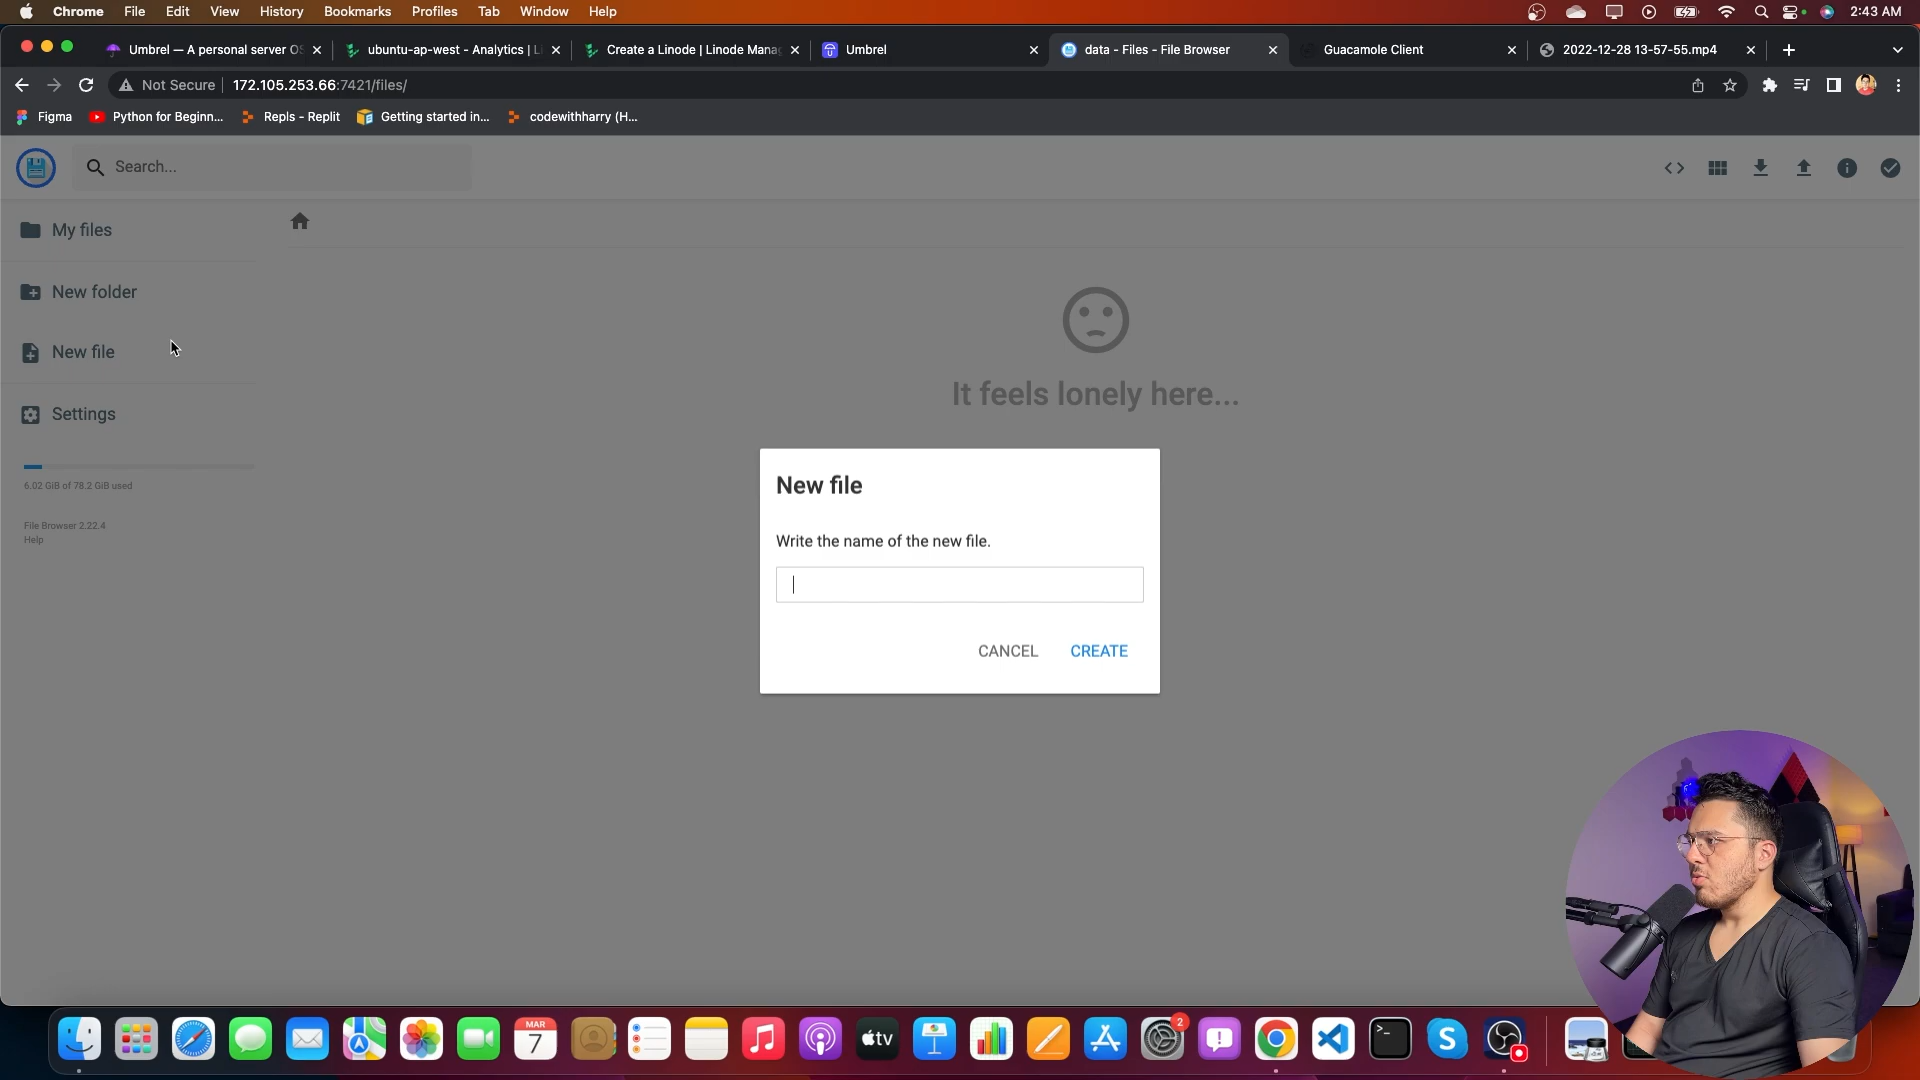 Chrome File Edit View History Bookmarks Profiles Tab Window Help 2:43 AM
Umbrel — A personal server OS ubuntu-ap-west - Analytics | Li Create a Linode | Linode Manag Umbrel data - Files - File Browser Guacamole Client 2022-12-28 13-57-55.mp4
Not Secure 172.105.253.66:7421/files/
Figma Python for Beginn... Repls - Replit Getting started in... codewithharry (H...
Search...
My files
New folder
New file
Settings
6.02 GiB of 78.2 GiB used
File Browser 2.22.4
Help
It feels lonely here...
New file
Write the name of the new file.
CANCEL CREATE
MAR
7
tv
2